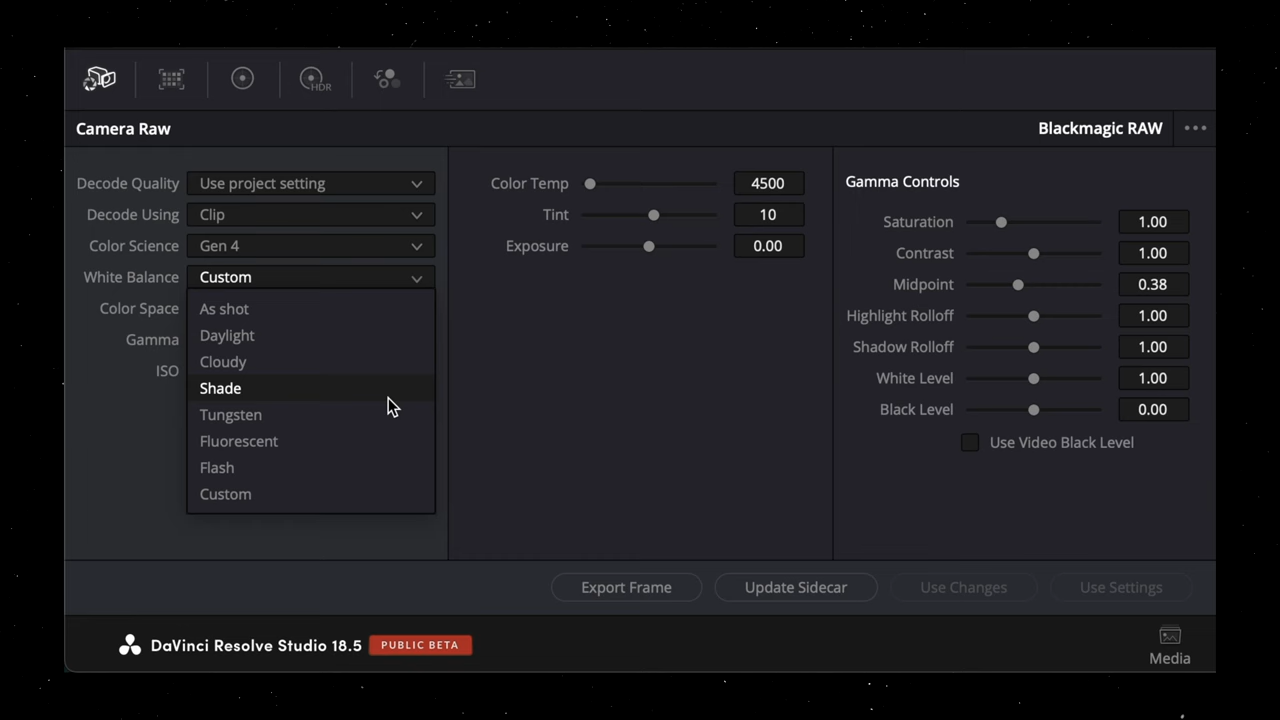 HDR
Camera Raw
Blackmagic RAW
Decode Quality Use project setting
Decode Using Clip
Color Science Gen 4
White Balance Custom
Color Space
Gamma
ISO
As shot
Daylight
Cloudy
Shade
Tungsten
Fluorescent
Flash
Custom
Color Temp 4500
Tint 10
Exposure 0.00
Gamma Controls
Saturation 1.00
Contrast 1.00
Midpoint 0.38
Highlight Rolloff 1.00
Shadow Rolloff 1.00
White Level 1.00
Black Level 0.00
Use Video Black Level
Export Frame
Update Sidecar
Use Changes
Use Settings
DaVinci Resolve Studio 18.5 PUBLIC BETA
Media